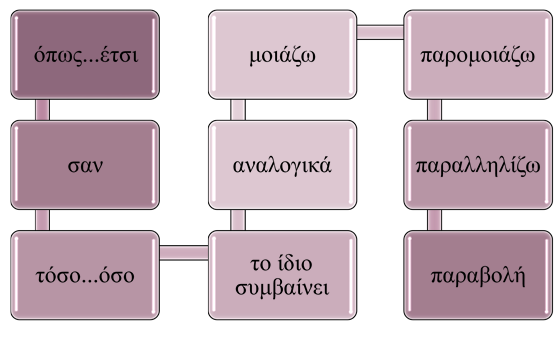 όπως...έτσι
σαν
τόσο...όσο
το ίδιο
συμβαίνει
αναλογικά
μοιάζω
παρομοιάζω
παραλληλίζω
παραβολή